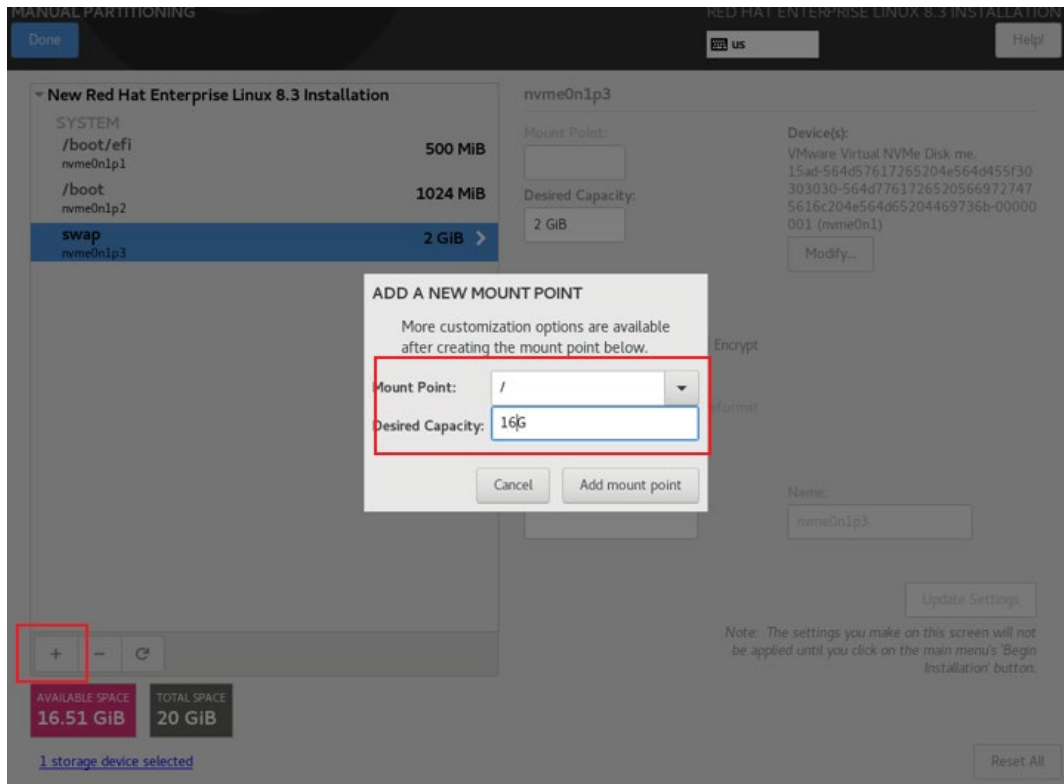 MANUAL PARTITIONING
RED HAT ENTERPRISE LINUX 8.3 INSTALLATION
Done
us
Help!
New Red Hat Enterprise Linux 8.3 Installation
SYSTEM
/boot/efi
500 MiB
nvme0n1p1
/boot
1024 MiB
nvme0n1p2
swap
2 GiB
nvme0n1p3
nvme0n1p3
Mount Point:
Desired Capacity:
2 GiB
Device(s):
VMware Virtual NVMe Disk me.
15ad-564d57617265204e564d455f30
303030-564d7761726520566972747
5616c204e564d65204469736b-00000
001 (nvme0n1)
Modify...
Encrypt
Reformat
Name:
nvme0n1p3
Update Settings
Note: The settings you make on this screen will not
be applied until you click on the main menu's 'Begin
Installation' button.
ADD A NEW MOUNT POINT
More customization options are available
after creating the mount point below.
Mount Point:
/
Desired Capacity:
16G
Cancel
Add mount point
+ −
AVAILABLE SPACE
16.51 GiB
TOTAL SPACE
20 GiB
1 storage device selected
Reset All